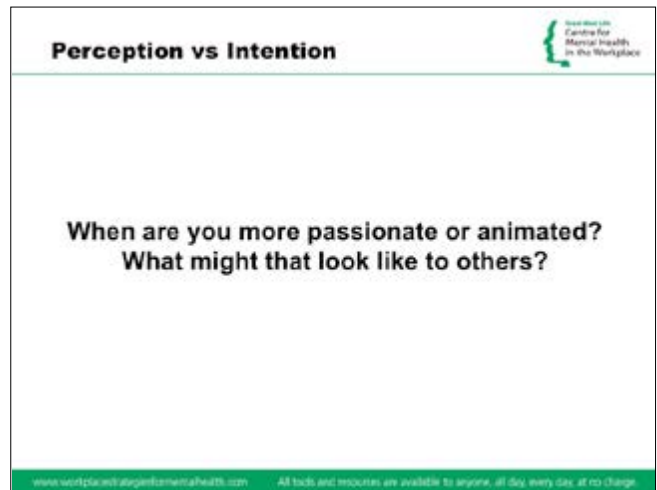 Perception vs Intention
Great-West Life
Centre for
Mental Health
in the Workplace
When are you more passionate or animated?
What might that look like to others?
www.workplacestrategiesformentalhealth.com All tools and resources are available to anyone, all day, every day, at no charge.